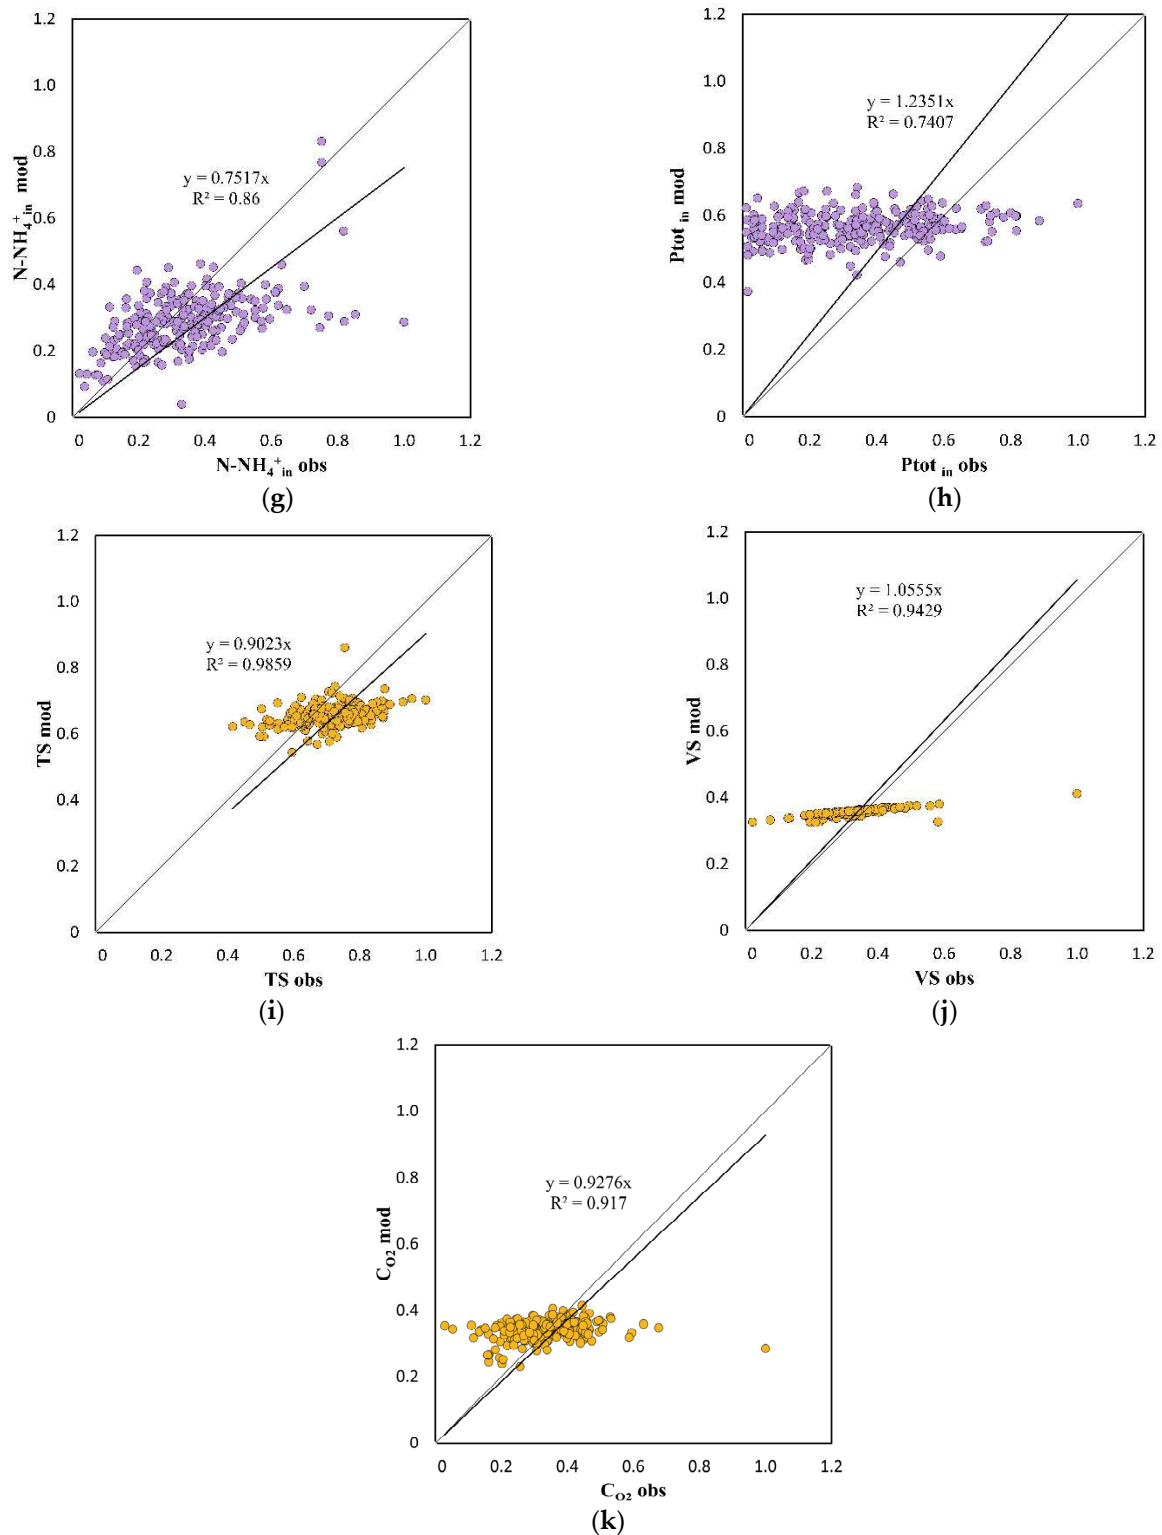 1.2
1.0
0.8
0.6
0.4
0.2
0
N-NH₄⁺in mod
y = 0.7517x
R² = 0.86
0 0.2 0.4 0.6 0.8 1.0 1.2
N-NH₄⁺in obs
(g)
1.2
1.0
0.8
0.6
0.4
0.2
0
Ptot in mod
y = 1.2351x
R² = 0.7407
0 0.2 0.4 0.6 0.8 1.0 1.2
Ptot in obs
(h)
1.2
1.0
0.8
0.6
0.4
0.2
0
TS mod
y = 0.9023x
R² = 0.9859
0 0.2 0.4 0.6 0.8 1.0 1.2
TS obs
(i)
1.2
1.0
0.8
0.6
0.4
0.2
0
VS mod
y = 1.0555x
R² = 0.9429
0 0.2 0.4 0.6 0.8 1.0 1.2
VS obs
(j)
1.2
1.0
0.8
0.6
0.4
0.2
0
CO2 mod
y = 0.9276x
R² = 0.917
0 0.2 0.4 0.6 0.8 1.0 1.2
CO2 obs
(k)